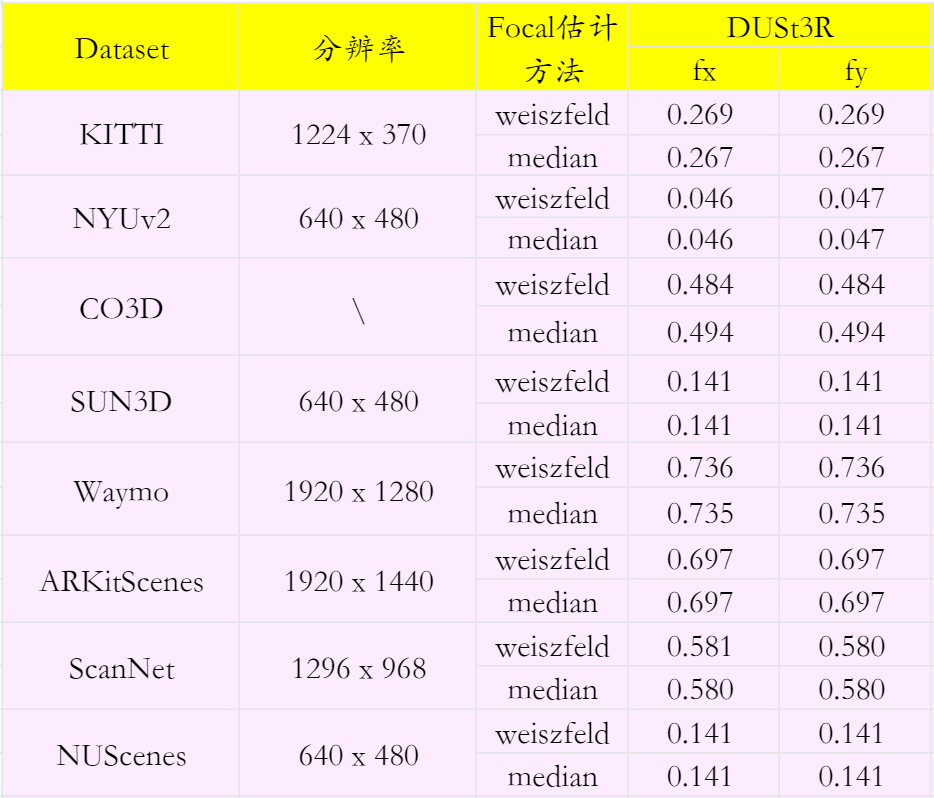 Dataset 分辨率 Focal估计方法 DUSt3R
fx fy
KITTI 1224 x 370 weiszfeld 0.269 0.269
median 0.267 0.267
NYUv2 640 x 480 weiszfeld 0.046 0.047
median 0.046 0.047
CO3D \ weiszfeld 0.484 0.484
median 0.494 0.494
SUN3D 640 x 480 weiszfeld 0.141 0.141
median 0.141 0.141
Waymo 1920 x 1280 weiszfeld 0.736 0.736
median 0.735 0.735
ARKitScenes 1920 x 1440 weiszfeld 0.697 0.697
median 0.697 0.697
ScanNet 1296 x 968 weiszfeld 0.581 0.580
median 0.580 0.580
NUScenes 640 x 480 weiszfeld 0.141 0.141
median 0.141 0.141